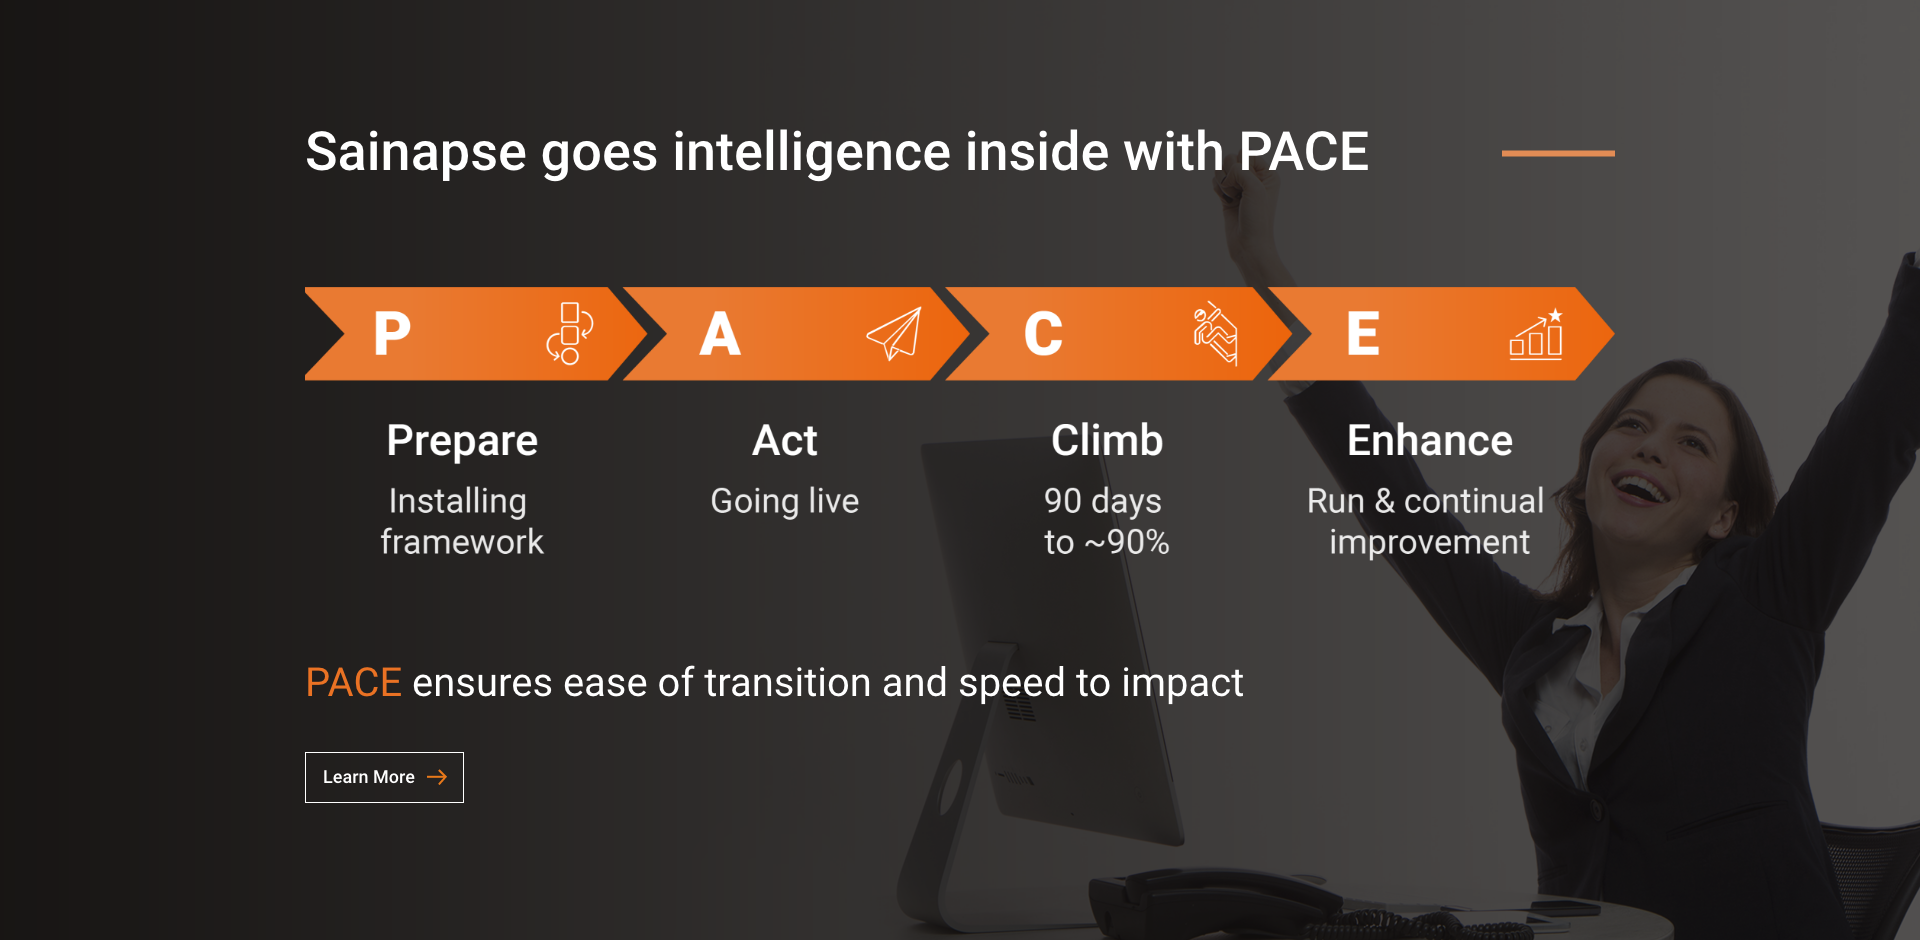 Sainapse goes intelligence inside with PACE
P
A
C
E
Prepare
Act
Climb
Enhance
Installing
framework
Going live
90 days
to ~90%
Run & continual
improvement
PACE ensures ease of transition and speed to impact
Learn More